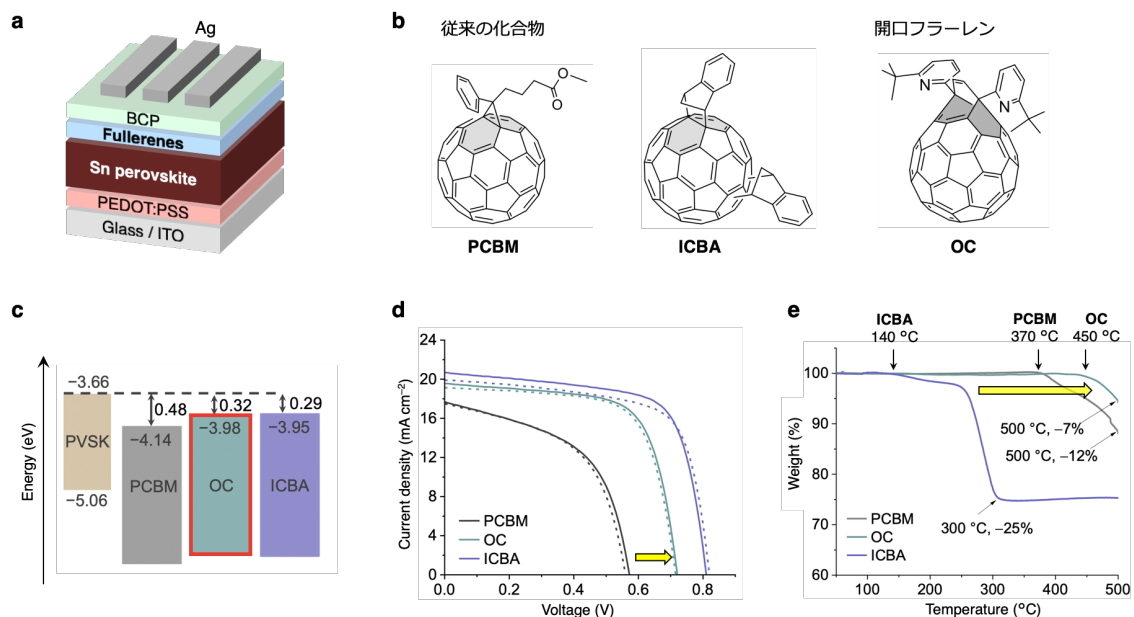 a
Ag
BCP
Fullerenes
Sn perovskite
PEDOT:PSS
Glass / ITO
b
従来の化合物
開口フラーレン
O
O
N
N
PCBM
ICBA
OC
c
Energy (eV)
−3.66
PVSK
−5.06
0.48
−4.14
PCBM
0.32
−3.98
OC
0.29
−3.95
ICBA
d
Current density (mA cm⁻²)
24
20
16
12
8
4
0
PCBM
OC
ICBA
0.0
0.2
0.4
0.6
0.8
Voltage (V)
e
ICBA
140 °C
PCBM
370 °C
OC
450 °C
Weight (%)
100
90
80
70
60
500 °C, −7%
500 °C, −12%
300 °C, −25%
PCBM
OC
ICBA
100
200
300
400
500
Temperature (°C)